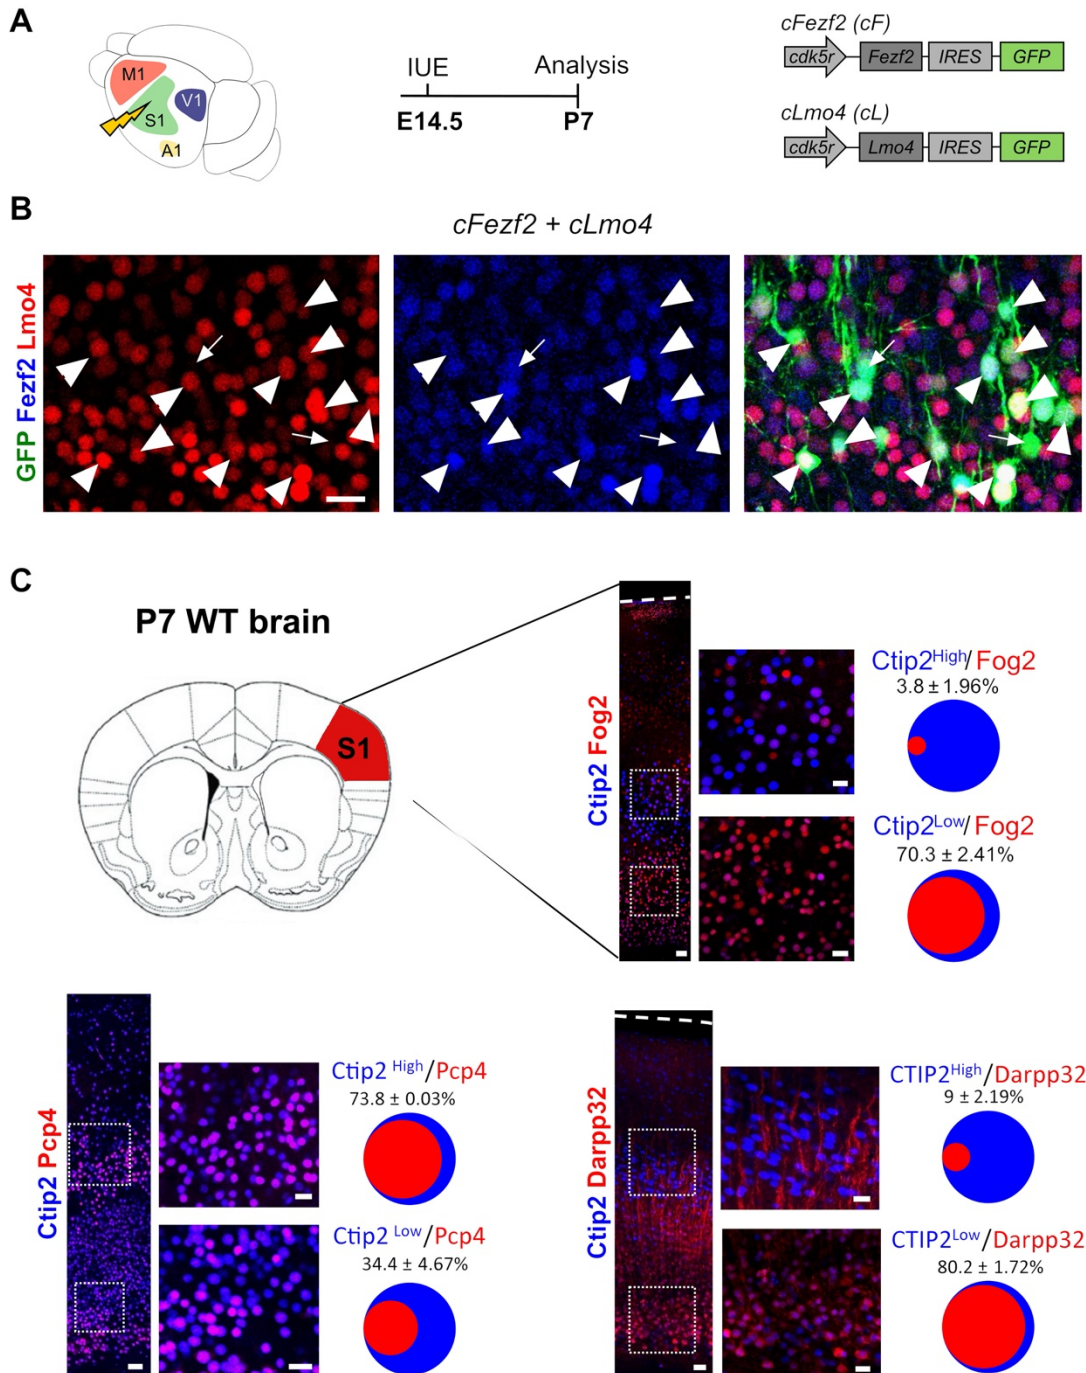 A
M1
S1
V1
A1
IUE
Analysis
E14.5
P7
cFezf2 (cF)
cdk5r
Fezf2
IRES
GFP
cLmo4 (cL)
cdk5r
Lmo4
IRES
GFP
B
cFezf2 + cLmo4
GFP Fezf2 Lmo4
C
P7 WT brain
S1
Ctip2 Fog2
Ctip2High/Fog2
3.8 ± 1.96%
Ctip2Low/Fog2
70.3 ± 2.41%
Ctip2 Pcp4
Ctip2 High/Pcp4
73.8 ± 0.03%
Ctip2 Low/Pcp4
34.4 ± 4.67%
Ctip2 Darpp32
CTIP2High/Darpp32
9 ± 2.19%
CTIP2Low/Darpp32
80.2 ± 1.72%